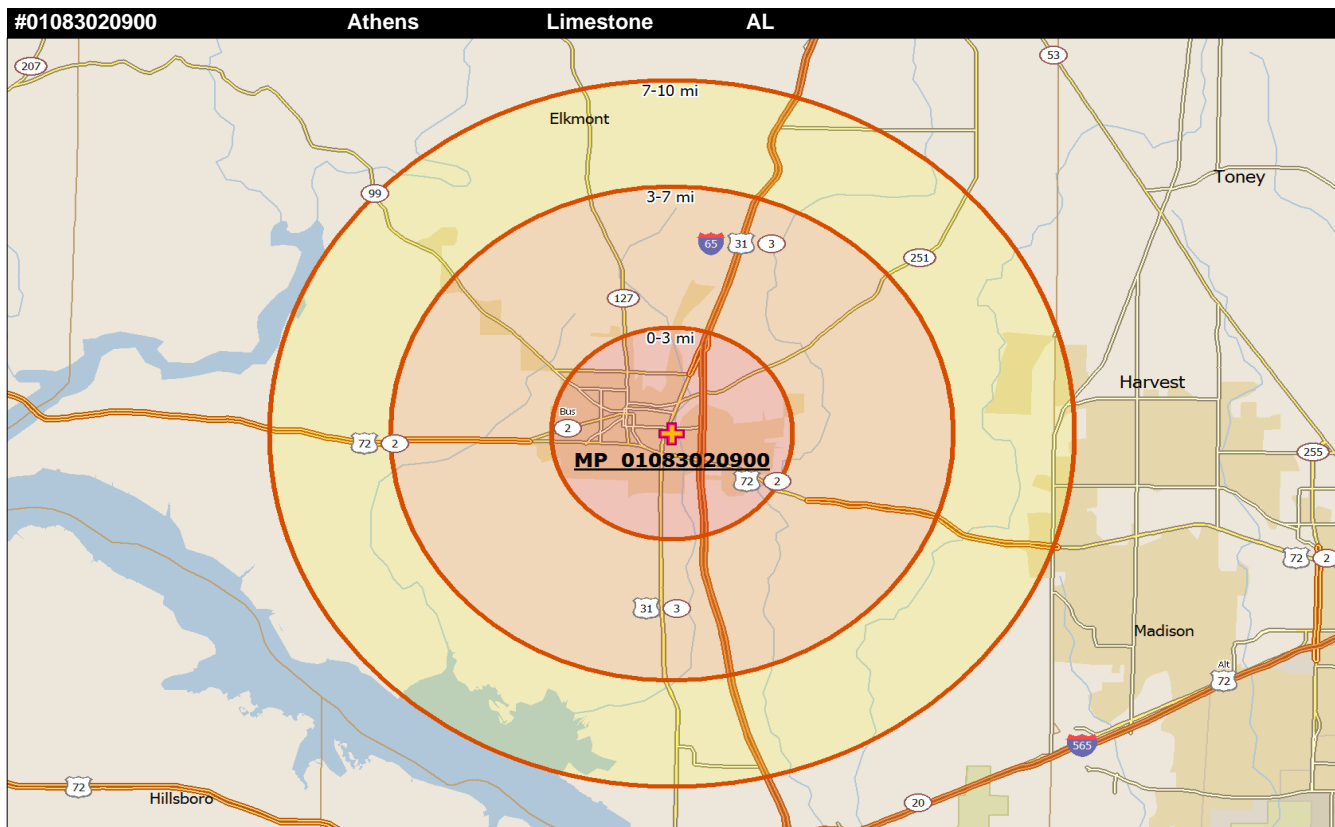 #01083020900 Athens Limestone AL
207
53
7-10 mi
Elkmont
Toney
99
3-7 mi
65 31 3
251
127
0-3 mi
Harvest
Bus
2
72 2
MP 01083020900
255
72 2
72 2
31 3
Madison
Alt
72
565
72
Hillsboro
20